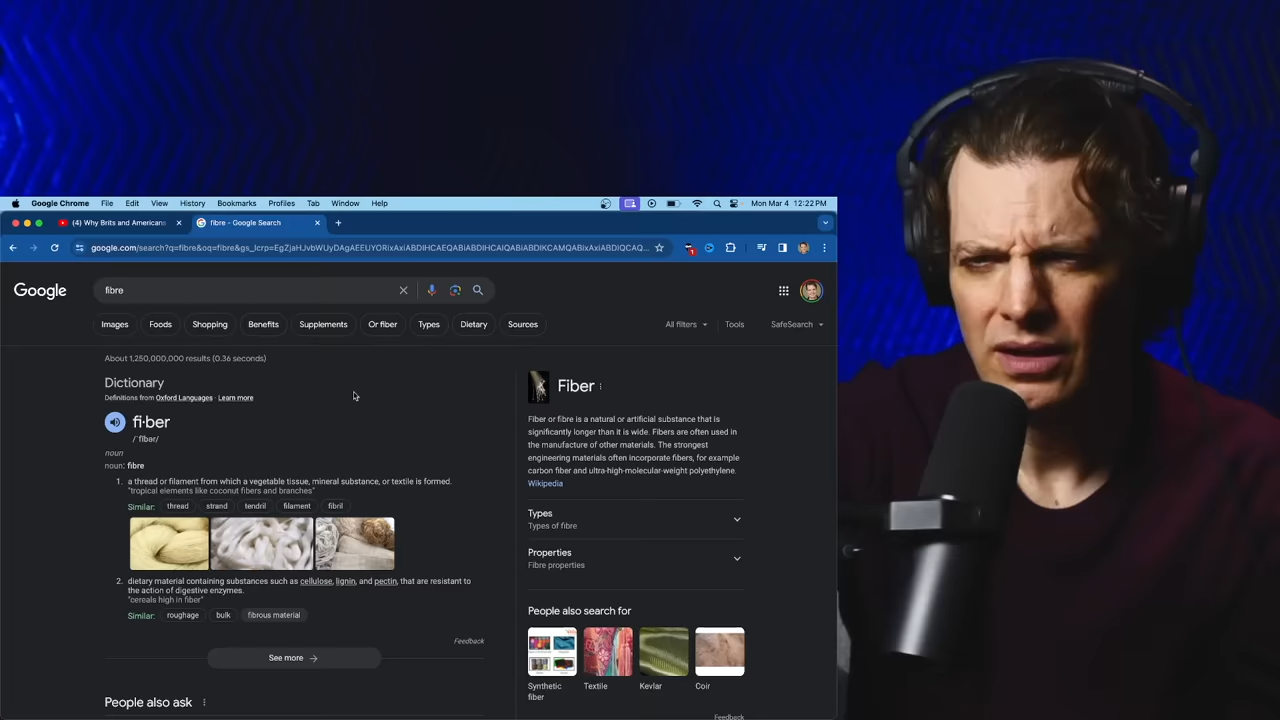 Google Chrome File Edit View History Bookmarks Profiles Tab Window Help Mon Mar 4 12:22 PM
(4) Why Brits and Americans
fibre - Google Search
google.com/search?q=fibre&oq=fibre&gs_lcrp=
1
Google
fibre
Images Foods Shopping Benefits Supplements Or fiber Types Dietary Sources All filters Tools SafeSearch
About 1,250,000,000 results (0.36 seconds)
Dictionary
Definitions from Oxford Languages · Learn more
fi·ber
/ˈfībər/
noun
noun: fibre
1. a thread or filament from which a vegetable tissue, mineral substance, or textile is formed.
"tropical elements like coconut fibers and branches"
Similar: thread strand tendril filament fibril
2. dietary material containing substances such as cellulose, lignin, and pectin, that are resistant to
the action of digestive enzymes.
"cereals high in fiber"
Similar: roughage bulk fibrous material
Feedback
See more
People also ask
Fiber
Fiber or fibre is a natural or artificial substance that is
significantly longer than it is wide. Fibers are often used in
the manufacture of other materials. The strongest
engineering materials often incorporate fibers, for example
carbon fiber and ultra-high-molecular-weight polyethylene.
Wikipedia
Types
Types of fibre
Properties
Fibre properties
People also search for
Synthetic
fiber
Textile
Kevlar
Coir
Feedback